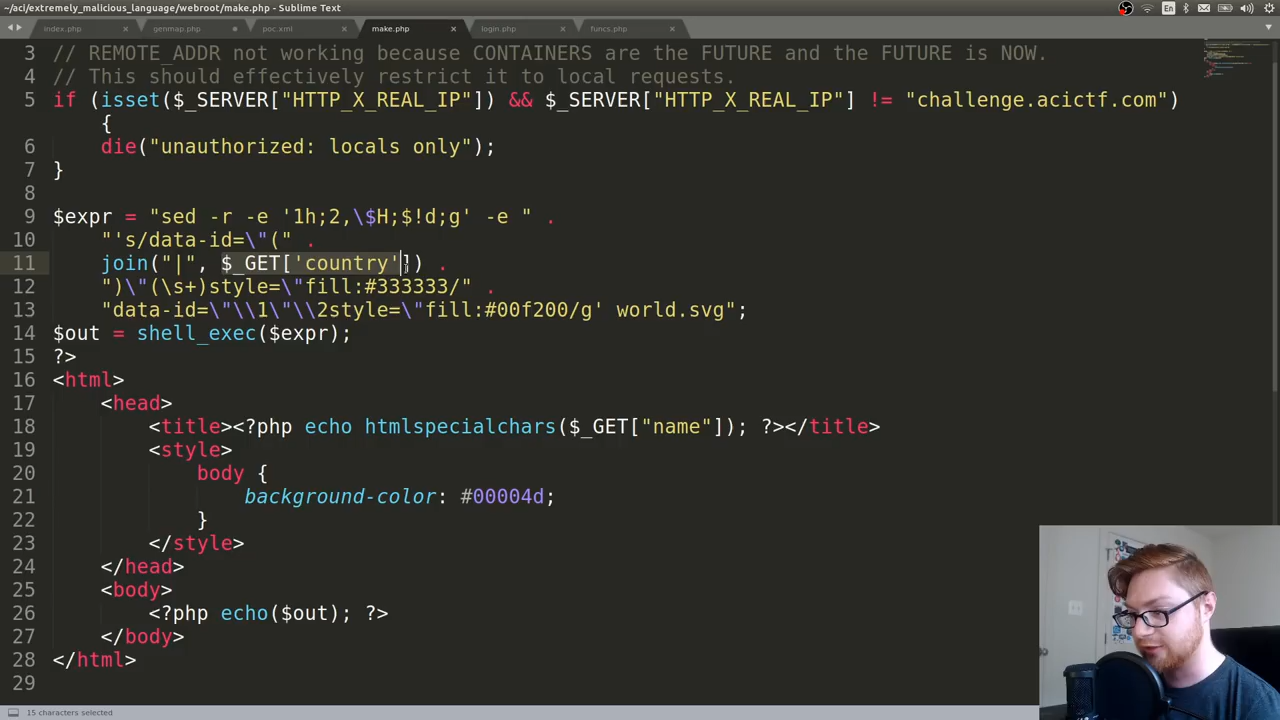 ~/aci/extremely_malicious_language/webroot/make.php - Sublime Text
En
index.php
genmap.php
poc.xml
make.php
login.php
funcs.php
3 // REMOTE_ADDR not working because CONTAINERS are the FUTURE and the FUTURE is NOW.
4 // This should effectively restrict it to local requests.
5 if (isset($_SERVER["HTTP_X_REAL_IP"]) && $_SERVER["HTTP_X_REAL_IP"] != "challenge.acictf.com")
{
6 die("unauthorized: locals only");
7 }
8
9 $expr = "sed -r -e '1h;2,\$H;$!d;g' -e " .
10 "'s/data-id=\"(" .
11 join("|", $_GET['country']) .
12 ")\"(\s+)style=\"fill:#333333/" .
13 "data-id=\"\\1\"\\2style=\"fill:#00f200/g' world.svg";
14 $out = shell_exec($expr);
15 ?>
16 <html>
17 <head>
18 <title><?php echo htmlspecialchars($_GET["name"]); ?></title>
19 <style>
20 body {
21 background-color: #00004d;
22 }
23 </style>
24 </head>
25 <body>
26 <?php echo($out); ?>
27 </body>
28 </html>
29
15 characters selected